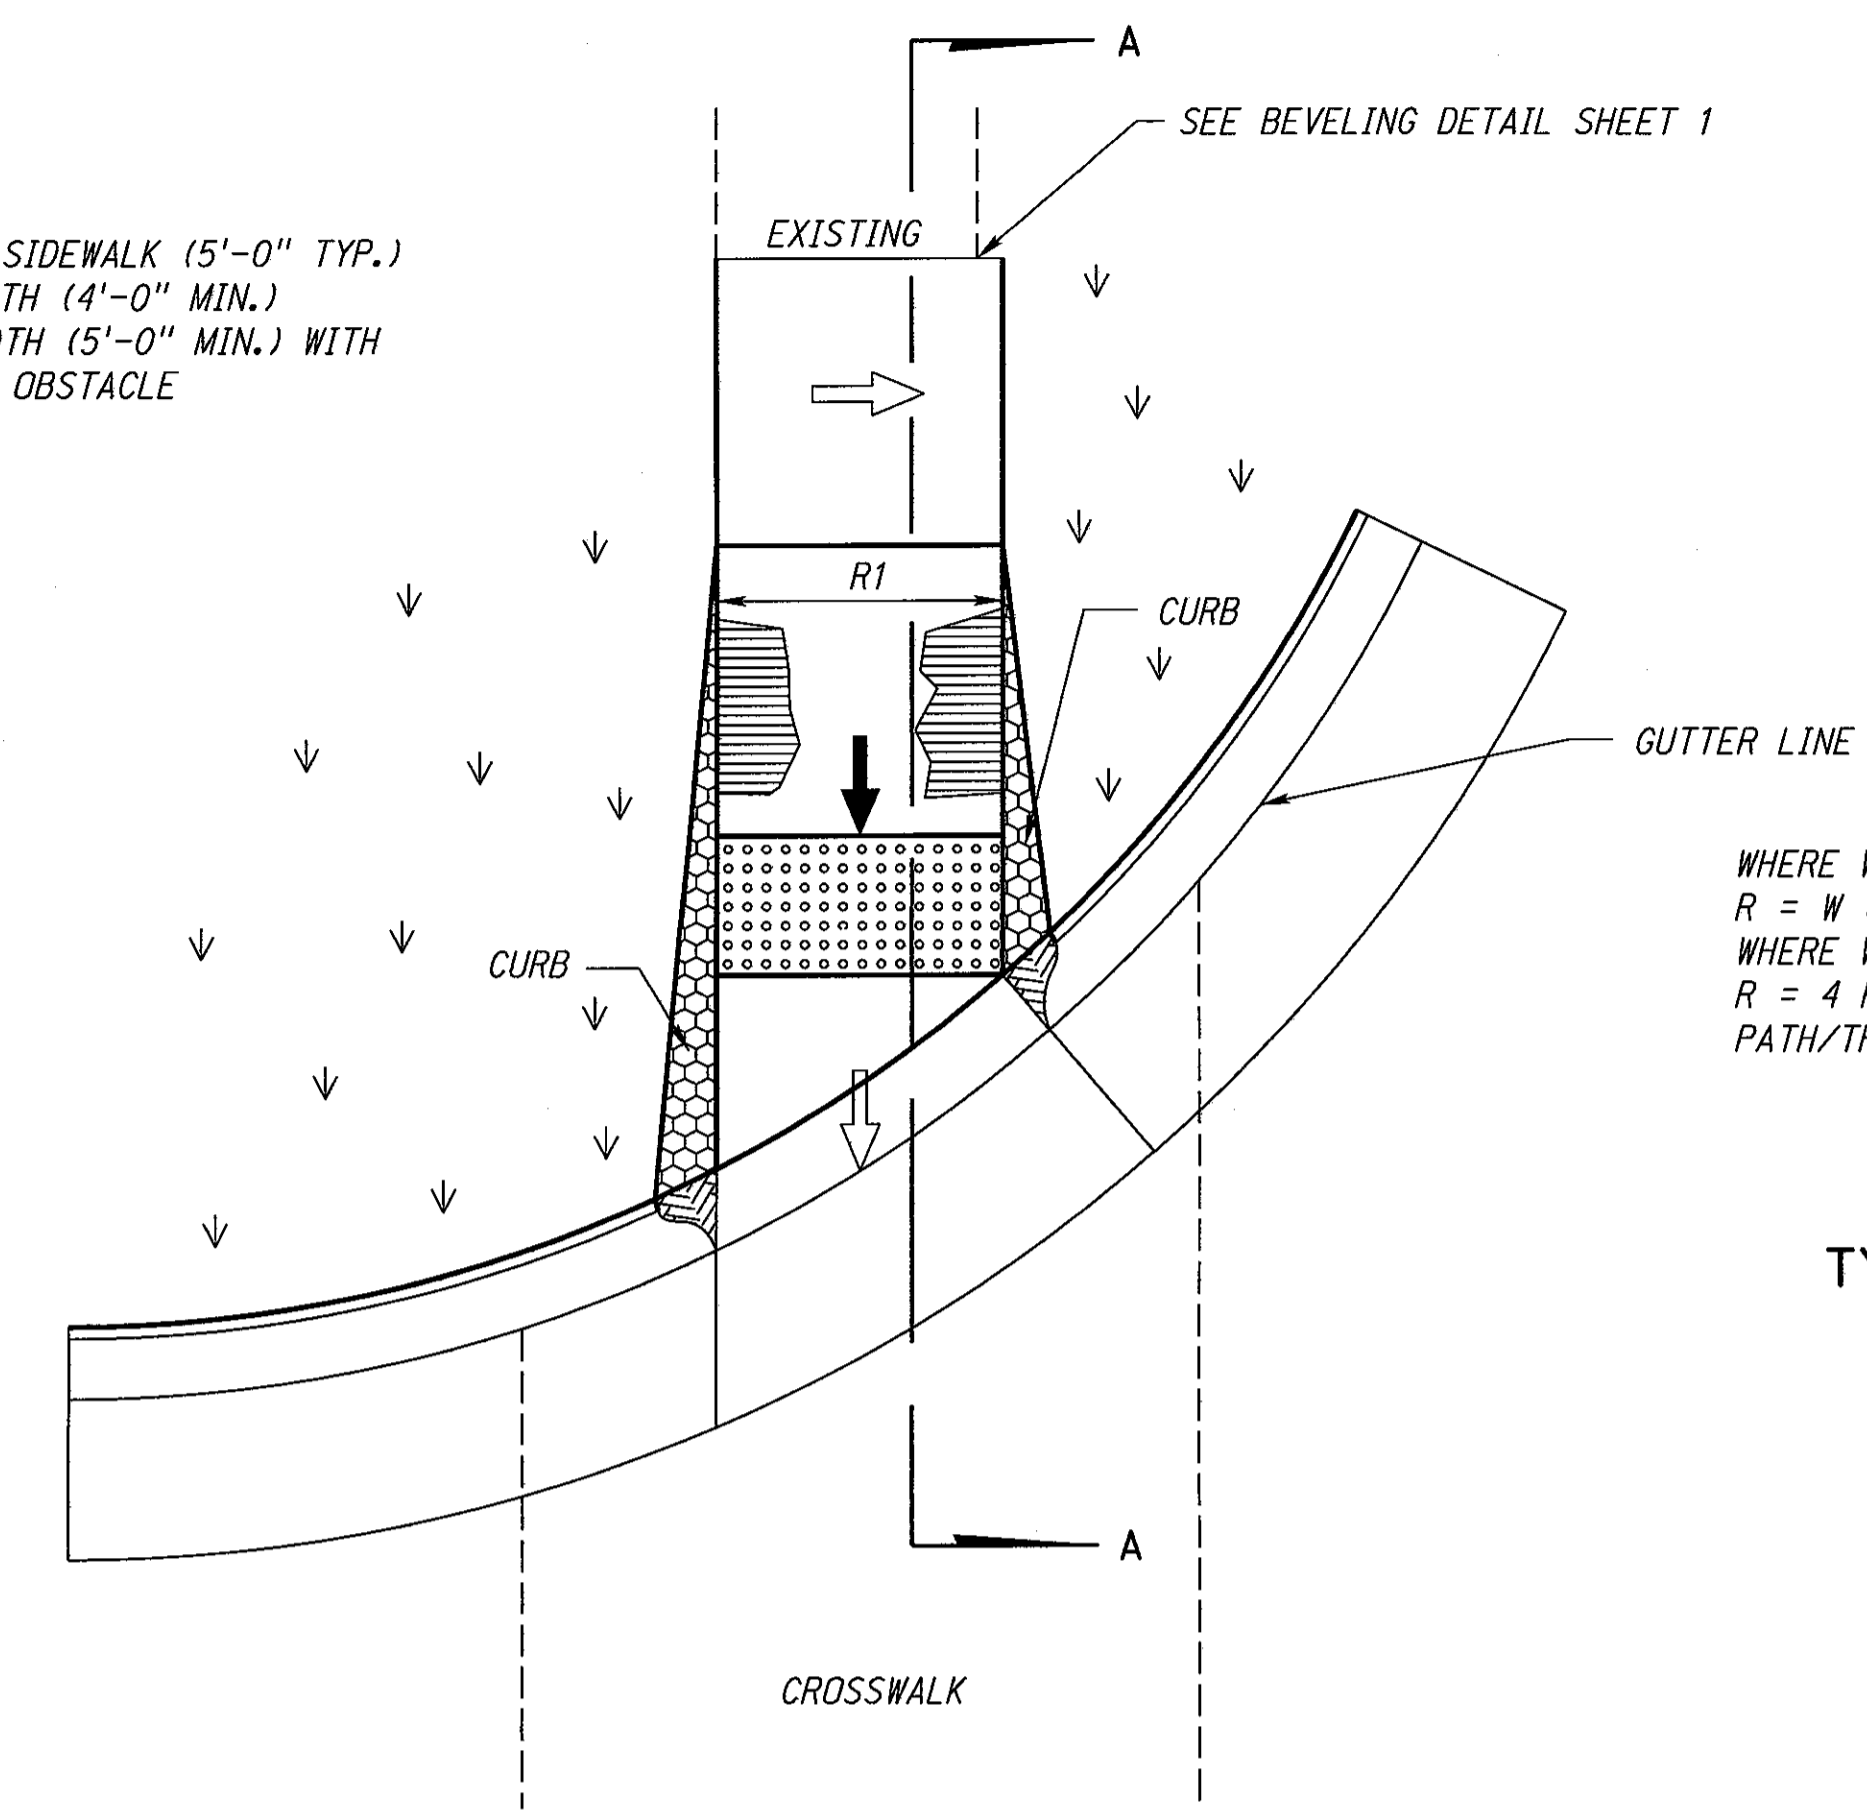 A
SEE BEVELING DETAIL SHEET 1
EXISTING
SIDEWALK (5'-0" TYP.)
TH (4'-0" MIN.)
TH (5'-0" MIN.) WITH
OBSTACLE
R1
CURB
GUTTER LINE
WHERE
R = W
WHERE
R = 4
CURB
A
CROSSWALK